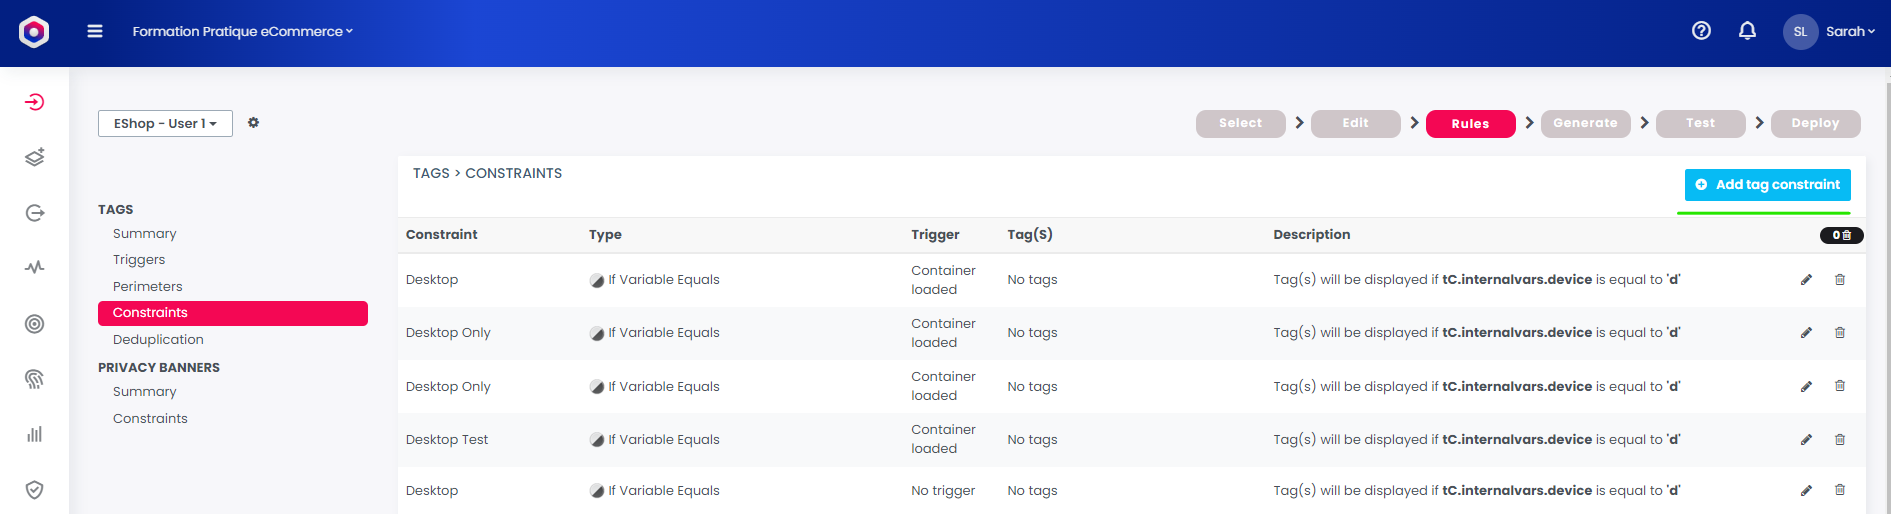 Formation Pratique eCommerce
SL Sarah
EShop - User 1
Select Edit Rules Generate Test Deploy
TAGS
Summary
Triggers
Perimeters
Constraints
Deduplication
PRIVACY BANNERS
Summary
Constraints
TAGS > CONSTRAINTS
Add tag constraint
Constraint Type Trigger Tag(S) Description 0
Desktop If Variable Equals Container loaded No tags Tag(s) will be displayed if tC.internalvars.device is equal to 'd'
Desktop Only If Variable Equals Container loaded No tags Tag(s) will be displayed if tC.internalvars.device is equal to 'd'
Desktop Only If Variable Equals Container loaded No tags Tag(s) will be displayed if tC.internalvars.device is equal to 'd'
Desktop Test If Variable Equals Container loaded No tags Tag(s) will be displayed if tC.internalvars.device is equal to 'd'
Desktop If Variable Equals No trigger No tags Tag(s) will be displayed if tC.internalvars.device is equal to 'd'